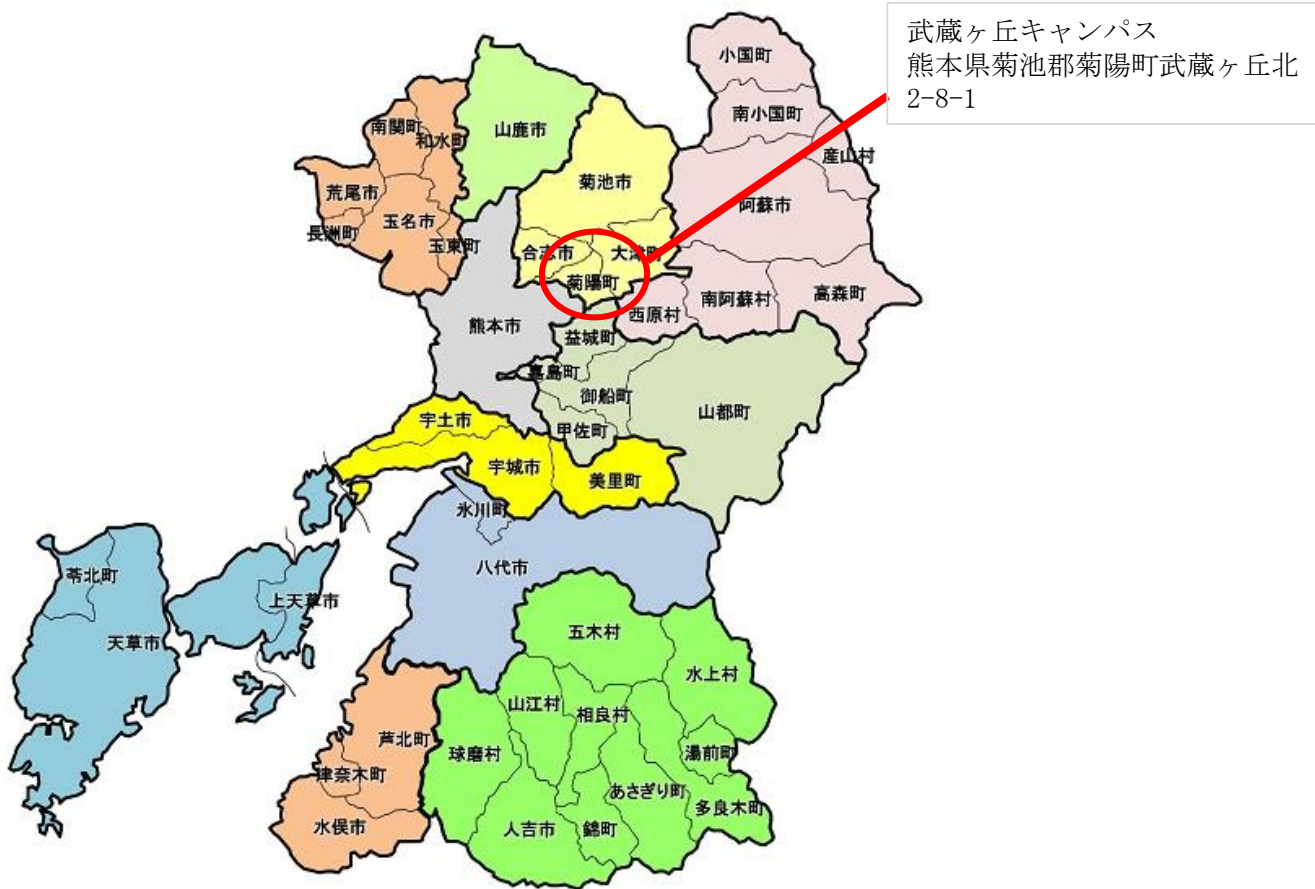 武蔵ヶ丘キャンパス
熊本県菊池郡菊陽町武蔵ヶ丘北
2-8-1
小国町
南小国町
産山村
南関町
和水町
山鹿市
菊池市
荒尾市
玉名市
長洲町
玉東町
阿蘇市
合志市
大津町
菊陽町
西原村
南阿蘇村
高森町
熊本市
益城町
嘉島町
御船町
甲佐町
山都町
宇土市
宇城市
美里町
氷川町
八代市
苓北町
上天草市
天草市
五木村
水上村
山江村
相良村
芦北町
球磨村
湯前町
津奈木町
あさぎり町
多良木町
水俣市
人吉市
錦町